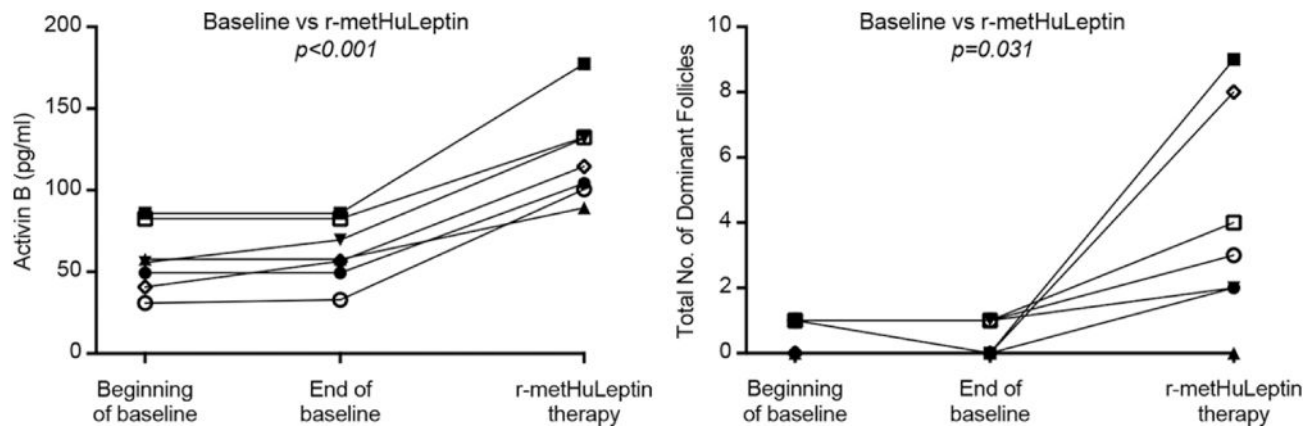 Baseline vs r-metHuLeptin
p<0.001
200
150
100
50
0
Activin B (pg/ml)
Beginning
of baseline
End of
baseline
r-metHuLeptin
therapy
Baseline vs r-metHuLeptin
p=0.031
10
8
6
4
2
0
Total No. of Dominant Follicles
Beginning
of baseline
End of
baseline
r-metHuLeptin
therapy